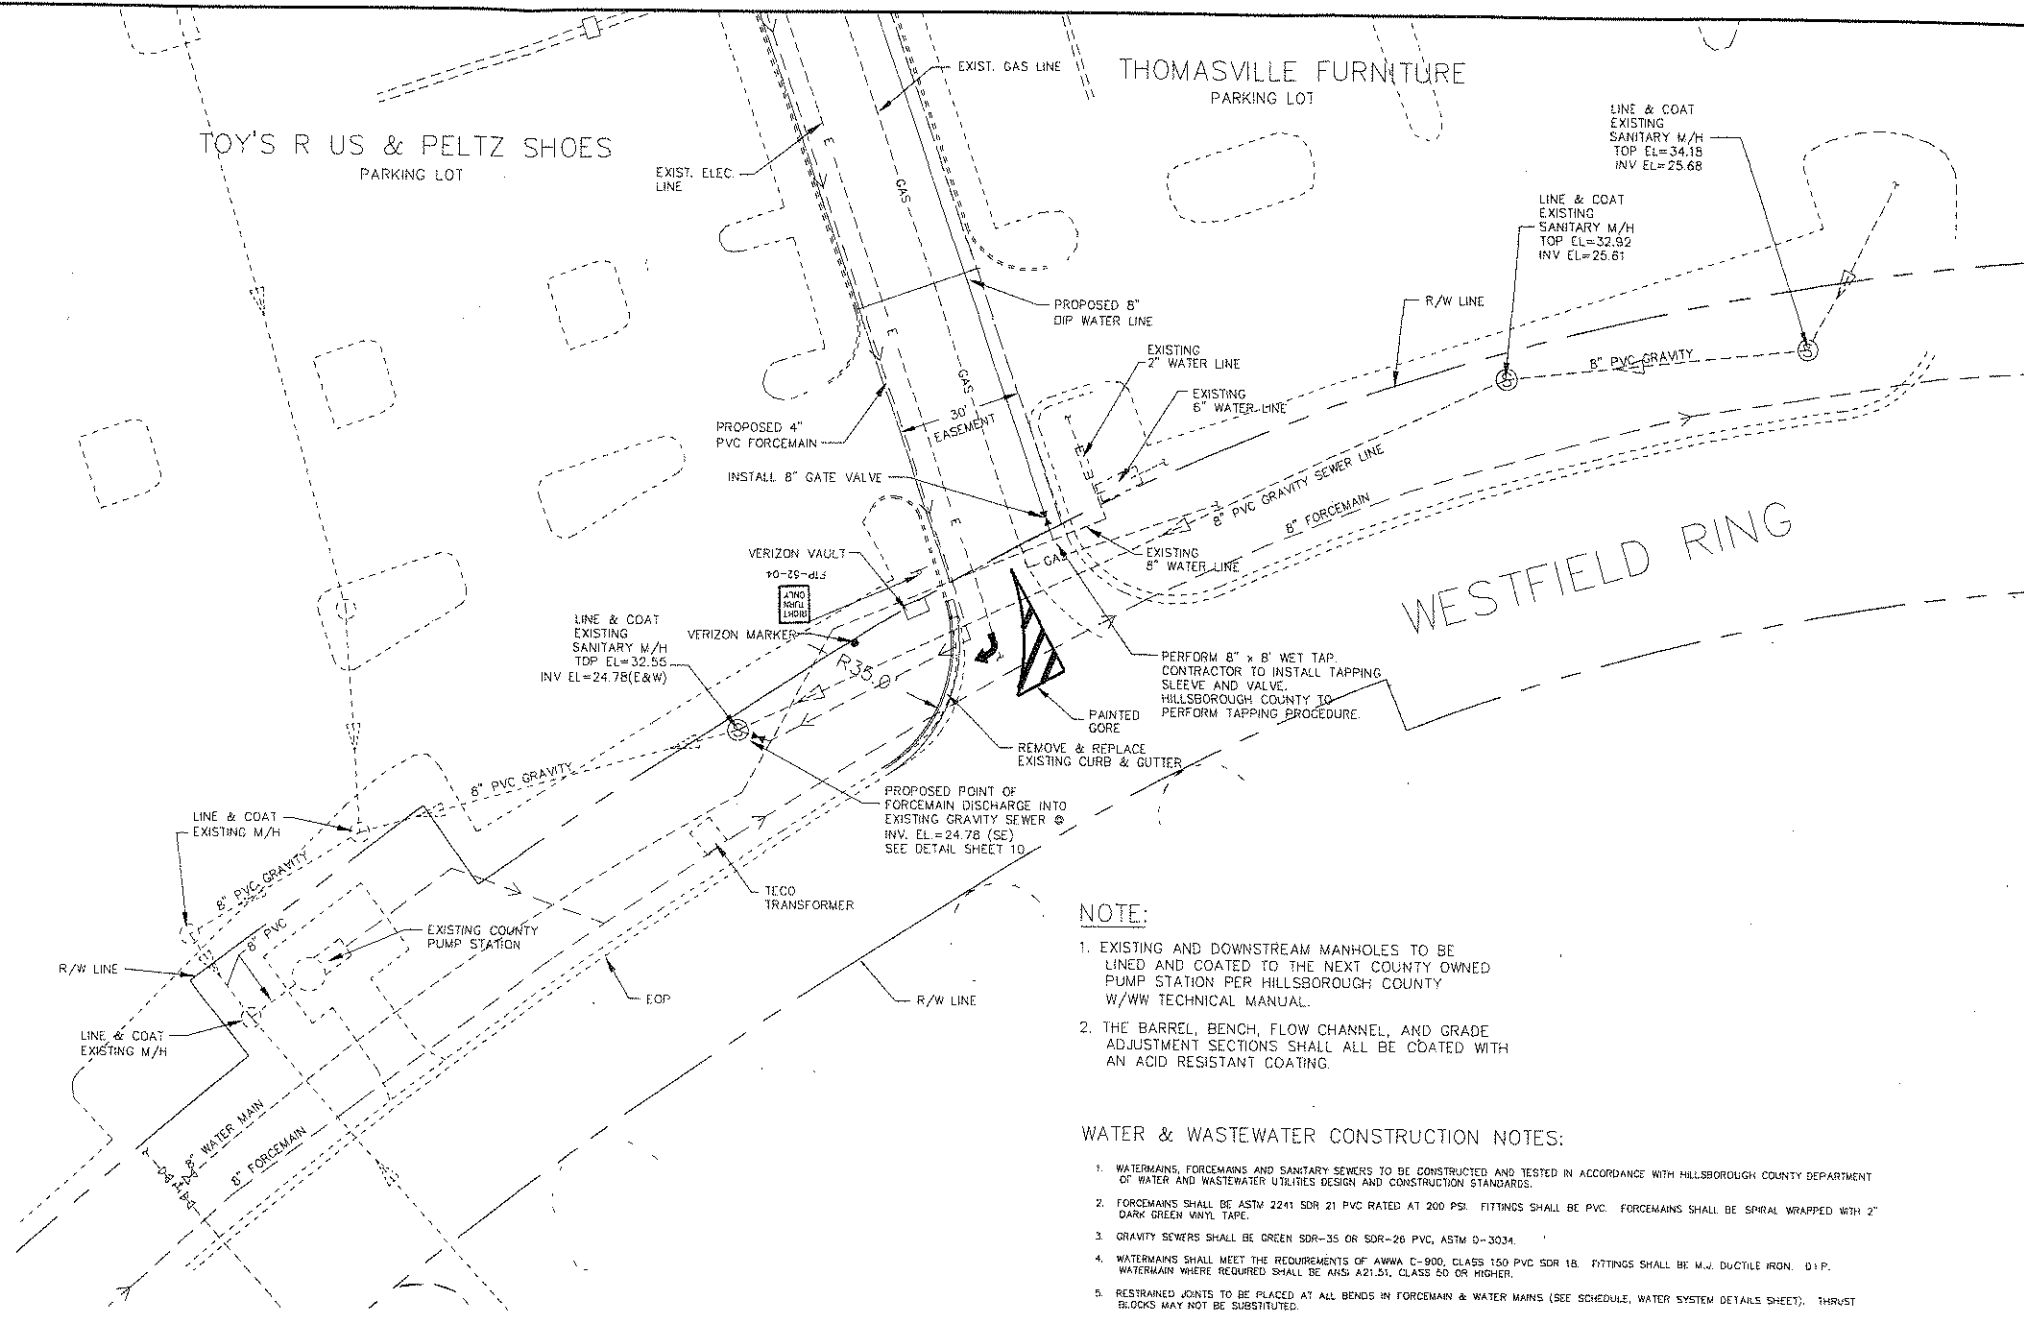 THOMASVILLE FURNITURE
PARKING LOT
TOY'S R US & PELTZ SHOES
PARKING LOT
EXIST. GAS LINE
EXIST. ELEC.
LINE
E
GAS
LINE & COAT
EXISTING
SANITARY M/H
TOP EL=34.18
INV EL=25.68
LINE & COAT
EXISTING
SANITARY M/H
TOP EL=32.92
INV EL=25.61
R/W LINE
PROPOSED 8"
DIP WATER LINE
EXISTING
2" WATER LINE
EXISTING
6" WATER LINE
8" PVC GRAVITY
E
GAS
30'
EASEMENT
PROPOSED 4"
PVC FORCEMAIN
INSTALL 8" GATE VALVE
E
8" PVC GRAVITY SEWER LINE
8" FORCEMAIN
WESTFIELD RING
VERIZON VAULT
FTP-52-04
RIGHT
TURN
ONLY
GAS
EXISTING
8" WATER LINE
LINE & COAT
EXISTING
SANITARY M/H
TOP EL=32.55
INV EL=24.78(E&W)
VERIZON MARKER
R35.0'
PERFORM 8" x 8" WET TAP.
CONTRACTOR TO INSTALL TAPPING
SLEEVE AND VALVE.
HILLSBOROUGH COUNTY TO
PERFORM TAPPING PROCEDURE.
PAINTED
GORE
REMOVE & REPLACE
EXISTING CURB & GUTTER
8" PVC GRAVITY
PROPOSED POINT OF
FORCEMAIN DISCHARGE INTO
EXISTING GRAVITY SEWER @
INV. EL.=24.78 (SE)
SEE DETAIL SHEET 10
LINE & COAT
EXISTING M/H
8" PVC GRAVITY
TECO
TRANSFORMER
8" PVC
EXISTING COUNTY
PUMP STATION
R/W LINE
EOP
R/W LINE
LINE & COAT
EXISTING M/H
8" WATER MAIN
8" FORCEMAIN
NOTE:
1. EXISTING AND DOWNSTREAM MANHOLES TO BE
LINED AND COATED TO THE NEXT COUNTY OWNED
PUMP STATION PER HILLSBOROUGH COUNTY
W/WW TECHNICAL MANUAL.
2. THE BARREL, BENCH, FLOW CHANNEL, AND GRADE
ADJUSTMENT SECTIONS SHALL ALL BE COATED WITH
AN ACID RESISTANT COATING.
WATER & WASTEWATER CONSTRUCTION NOTES:
1. WATERMAINS, FORCEMAINS AND SANITARY SEWERS TO BE CONSTRUCTED AND TESTED IN ACCORDANCE WITH HILLSBOROUGH COUNTY DEPARTMENT
OF WATER AND WASTEWATER UTILITIES DESIGN AND CONSTRUCTION STANDARDS.
2. FORCEMAINS SHALL BE ASTM 2241 SDR 21 PVC RATED AT 200 PSI. FITTINGS SHALL BE PVC. FORCEMAINS SHALL BE SPIRAL WRAPPED WITH 2"
DARK GREEN VINYL TAPE.
3. GRAVITY SEWERS SHALL BE GREEN SDR-35 OR SDR-26 PVC, ASTM D-3034.
4. WATERMAINS SHALL MEET THE REQUIREMENTS OF AWWA C-900, CLASS 150 PVC SDR 18. FITTINGS SHALL BE M.J. DUCTILE IRON. D.I.P.
WATERMAIN WHERE REQUIRED SHALL BE ANSI A21.51, CLASS 50 OR HIGHER.
5. RESTRAINED JOINTS TO BE PLACED AT ALL BENDS IN FORCEMAIN & WATER MAINS (SEE SCHEDULE, WATER SYSTEM DETAILS SHEET). THRUST
BLOCKS MAY NOT BE SUBSTITUTED.